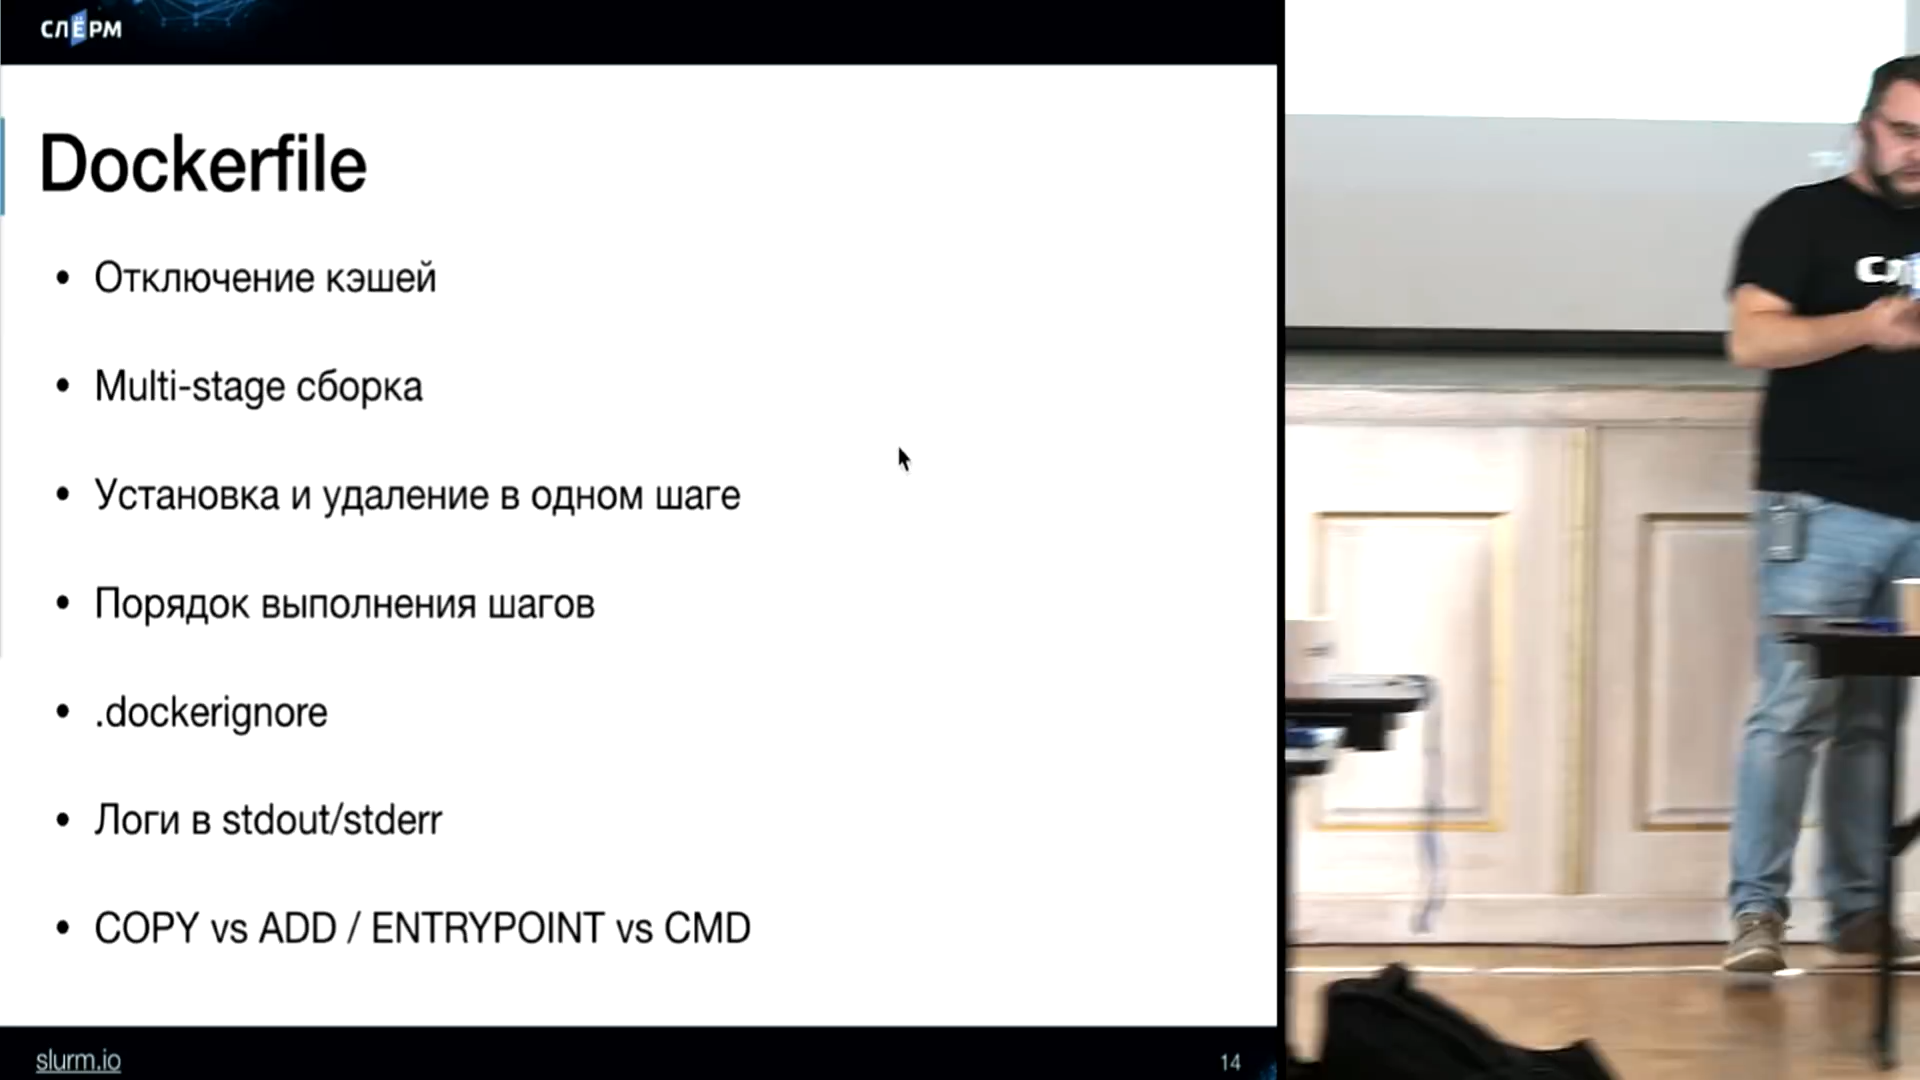 СЛЁРМ
Dockerfile
• Отключение кэшей
• Multi-stage сборка
• Установка и удаление в одном шаге
• Порядок выполнения шагов
• .dockerignore
• Логи в stdout/stderr
• COPY vs ADD / ENTRYPOINT vs CMD
slurm.io
14